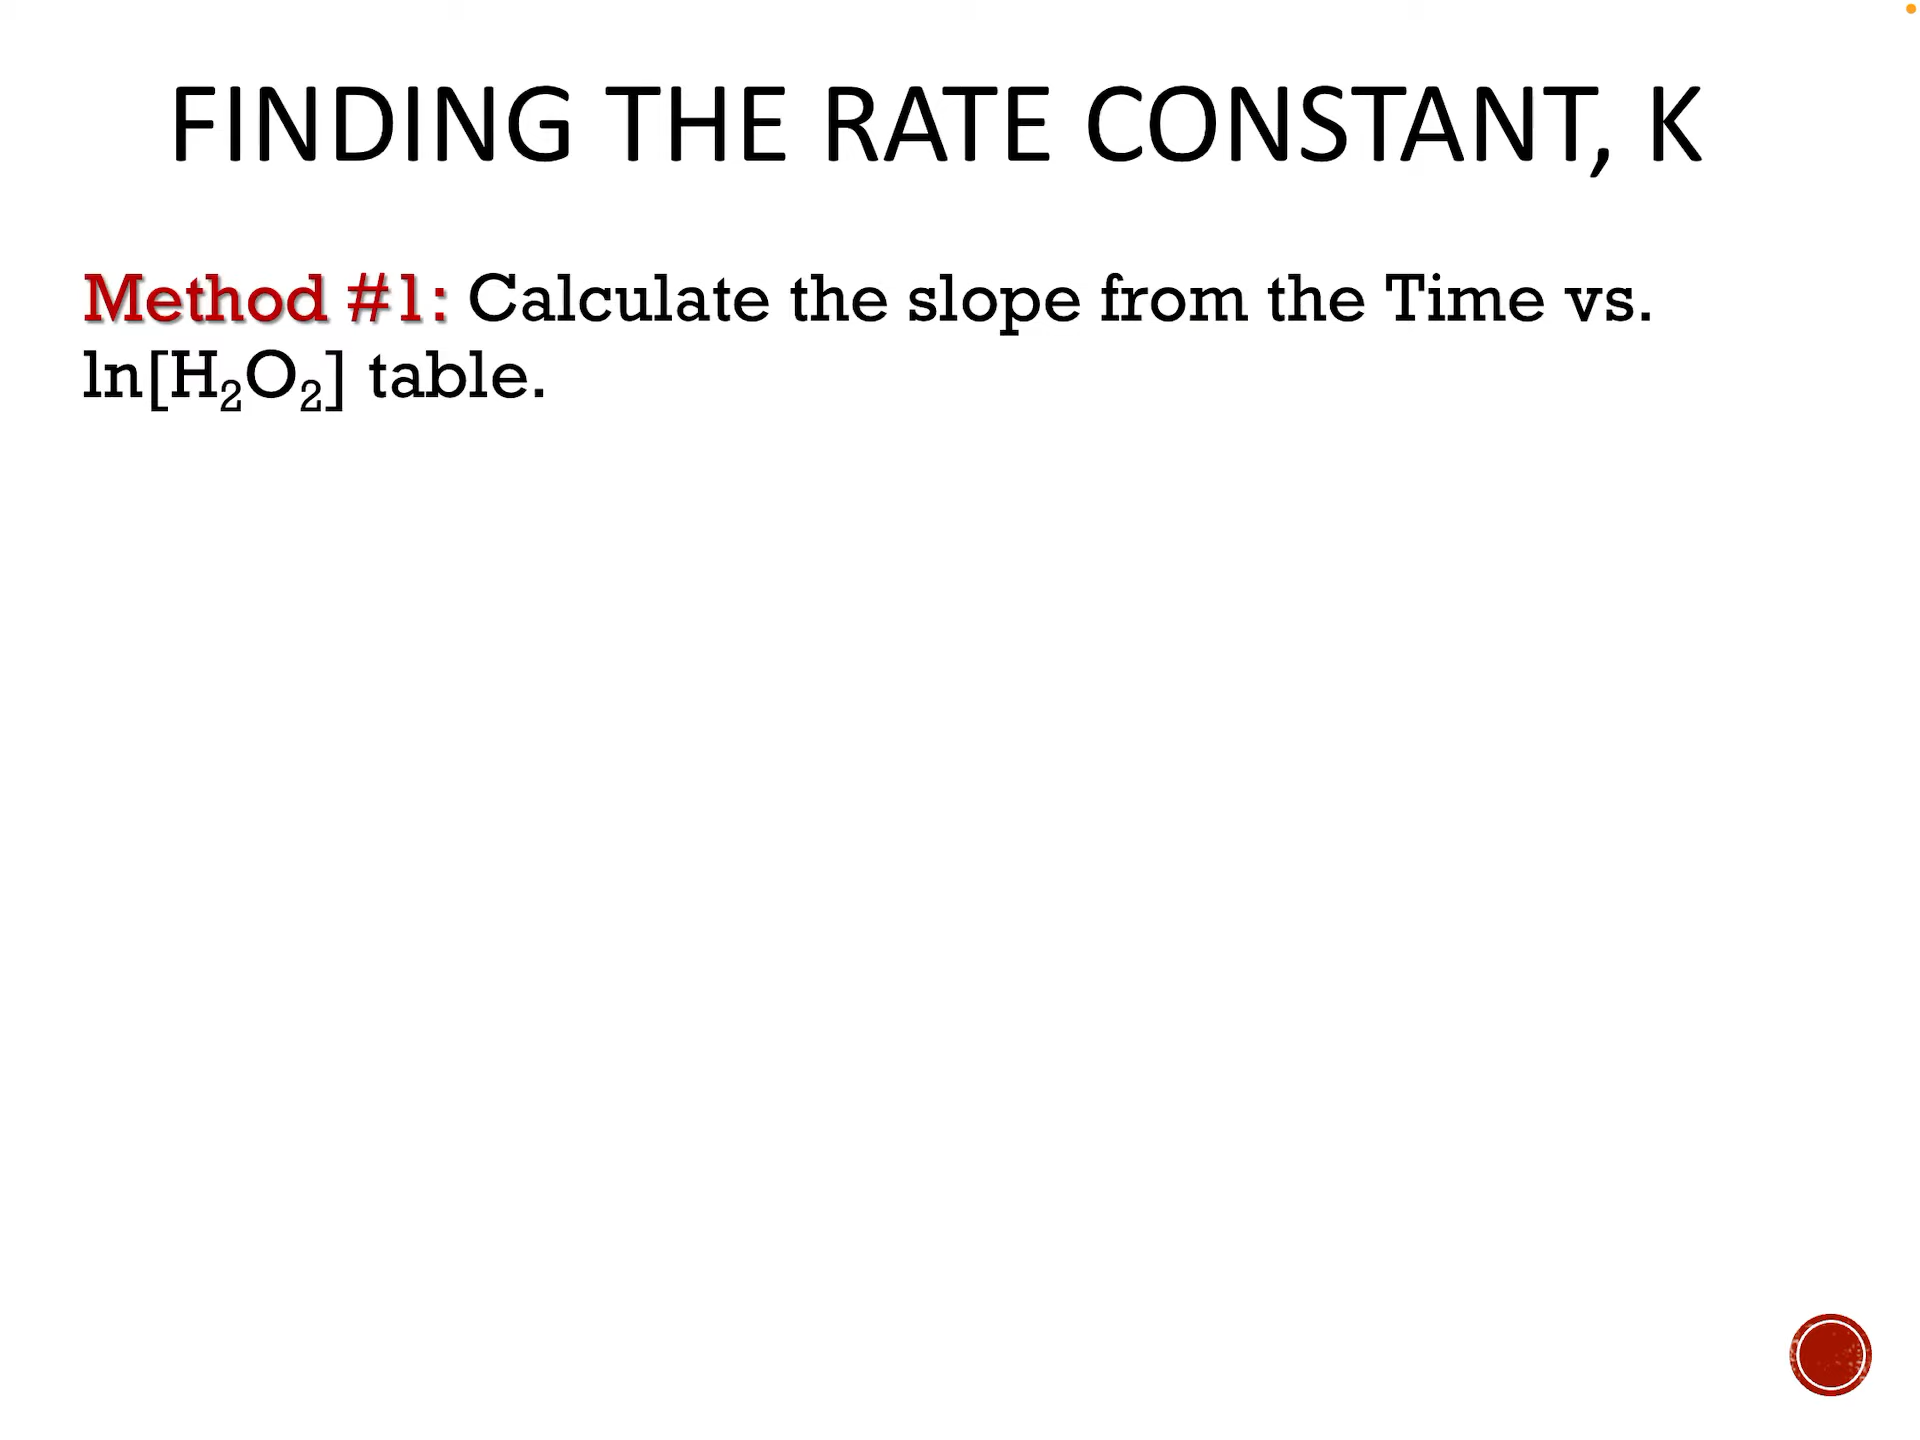 FINDING THE RATE CONSTANT, K
Method #1: Calculate the slope from the Time vs.
ln[H₂O₂] table.